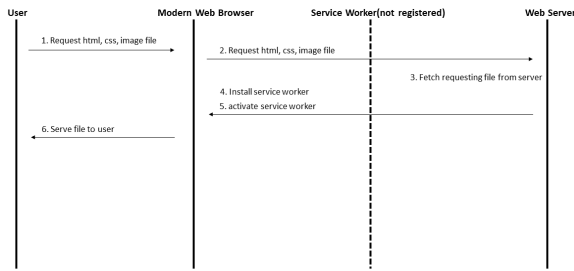 User
Modern Web Browser
Service Worker(not registered)
Web Server
1. Request html, css, image file
2. Request html, css, image file
3. Fetch requesting file from server
4. Install service worker
5. activate service worker
6. Serve file to user